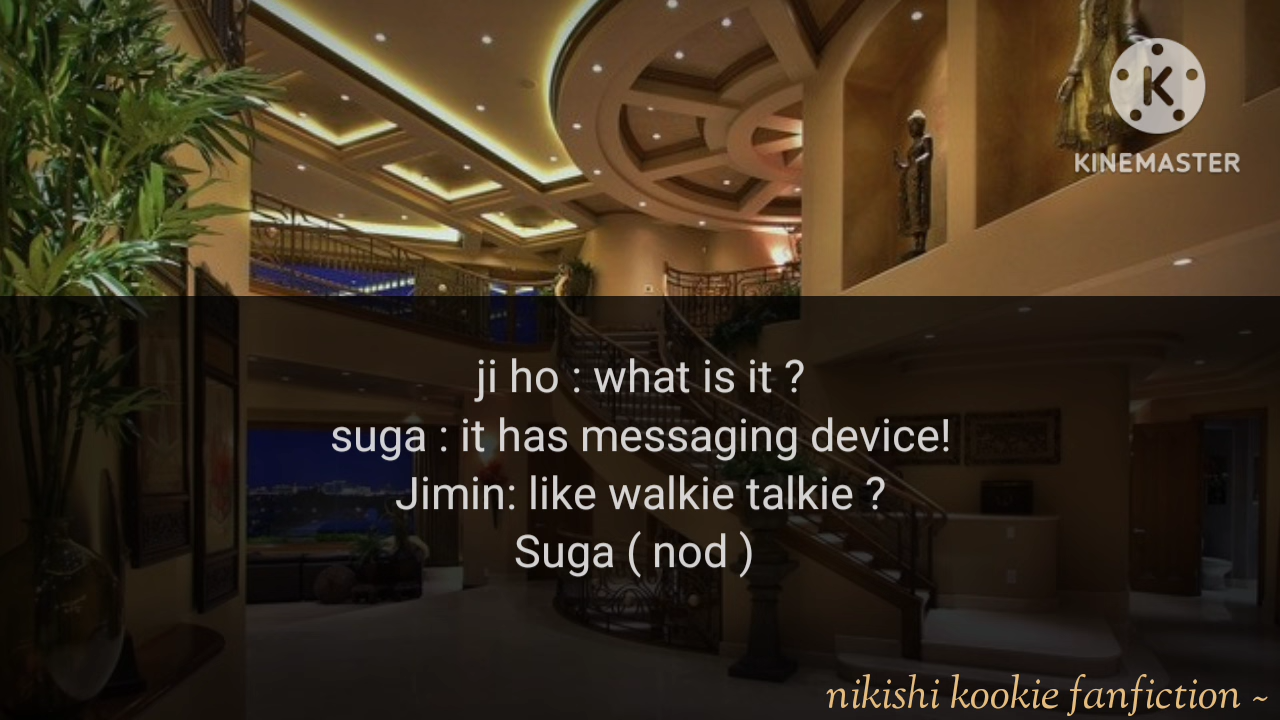 KINEMASTER
ji ho : what is it ?
suga : it has messaging device!
Jimin: like walkie talkie ?
Suga ( nod )
nikishi kookie fanfiction ~